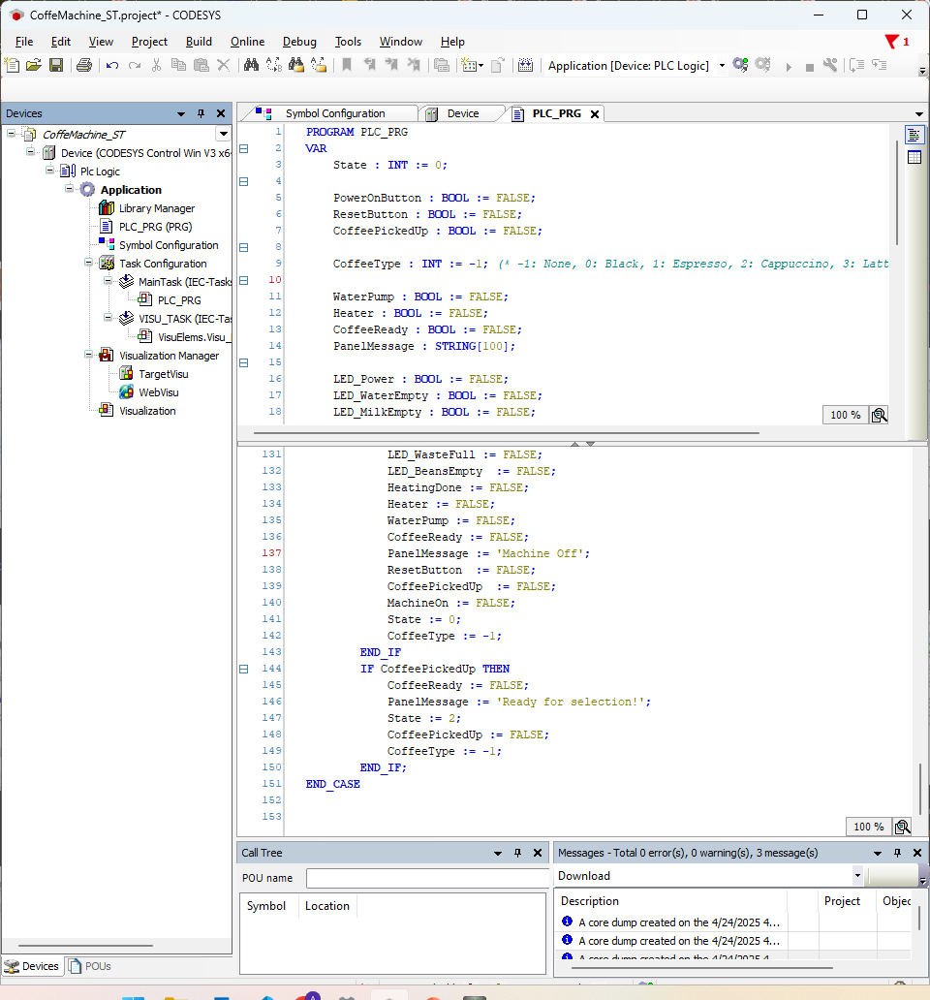 CoffeMachine_ST.project* - CODESYS
File Edit View Project Build Online Debug Tools Window Help
1
Application [Device: PLC Logic]
Devices
CoffeMachine_ST
Device (CODESYS Control Win V3 x6
Plc Logic
Application
Library Manager
PLC_PRG (PRG)
Symbol Configuration
Task Configuration
MainTask (IEC-Tasks
PLC_PRG
VISU_TASK (IEC-Ta
VisuElems.Visu_
Visualization Manager
TargetVisu
WebVisu
Visualization
Devices POUs
Symbol Configuration Device PLC_PRG
1 PROGRAM PLC_PRG
2 VAR
3 State : INT := 0;
4
5 PowerOnButton : BOOL := FALSE;
6 ResetButton : BOOL := FALSE;
7 CoffeePickedUp : BOOL := FALSE;
8
9 CoffeeType : INT := -1; (* -1: None, 0: Black, 1: Espresso, 2: Cappuccino, 3: Latt
10
11 WaterPump : BOOL := FALSE;
12 Heater : BOOL := FALSE;
13 CoffeeReady : BOOL := FALSE;
14 PanelMessage : STRING[100];
15
16 LED_Power : BOOL := FALSE;
17 LED_WaterEmpty : BOOL := FALSE;
18 LED_MilkEmpty : BOOL := FALSE;
100 %
131 LED_WasteFull := FALSE;
132 LED_BeansEmpty := FALSE;
133 HeatingDone := FALSE;
134 Heater := FALSE;
135 WaterPump := FALSE;
136 CoffeeReady := FALSE;
137 PanelMessage := 'Machine Off';
138 ResetButton := FALSE;
139 CoffeePickedUp := FALSE;
140 MachineOn := FALSE;
141 State := 0;
142 CoffeeType := -1;
143 END_IF
144 IF CoffeePickedUp THEN
145 CoffeeReady := FALSE;
146 PanelMessage := 'Ready for selection!';
147 State := 2;
148 CoffeePickedUp := FALSE;
149 CoffeeType := -1;
150 END_IF;
151 END_CASE
152
153
100 %
Call Tree
POU name
Symbol Location
Messages - Total 0 error(s), 0 warning(s), 3 message(s)
Download
Description Project Objec
A core dump created on the 4/24/2025 4...
A core dump created on the 4/24/2025 4...
A core dump created on the 4/24/2025 4